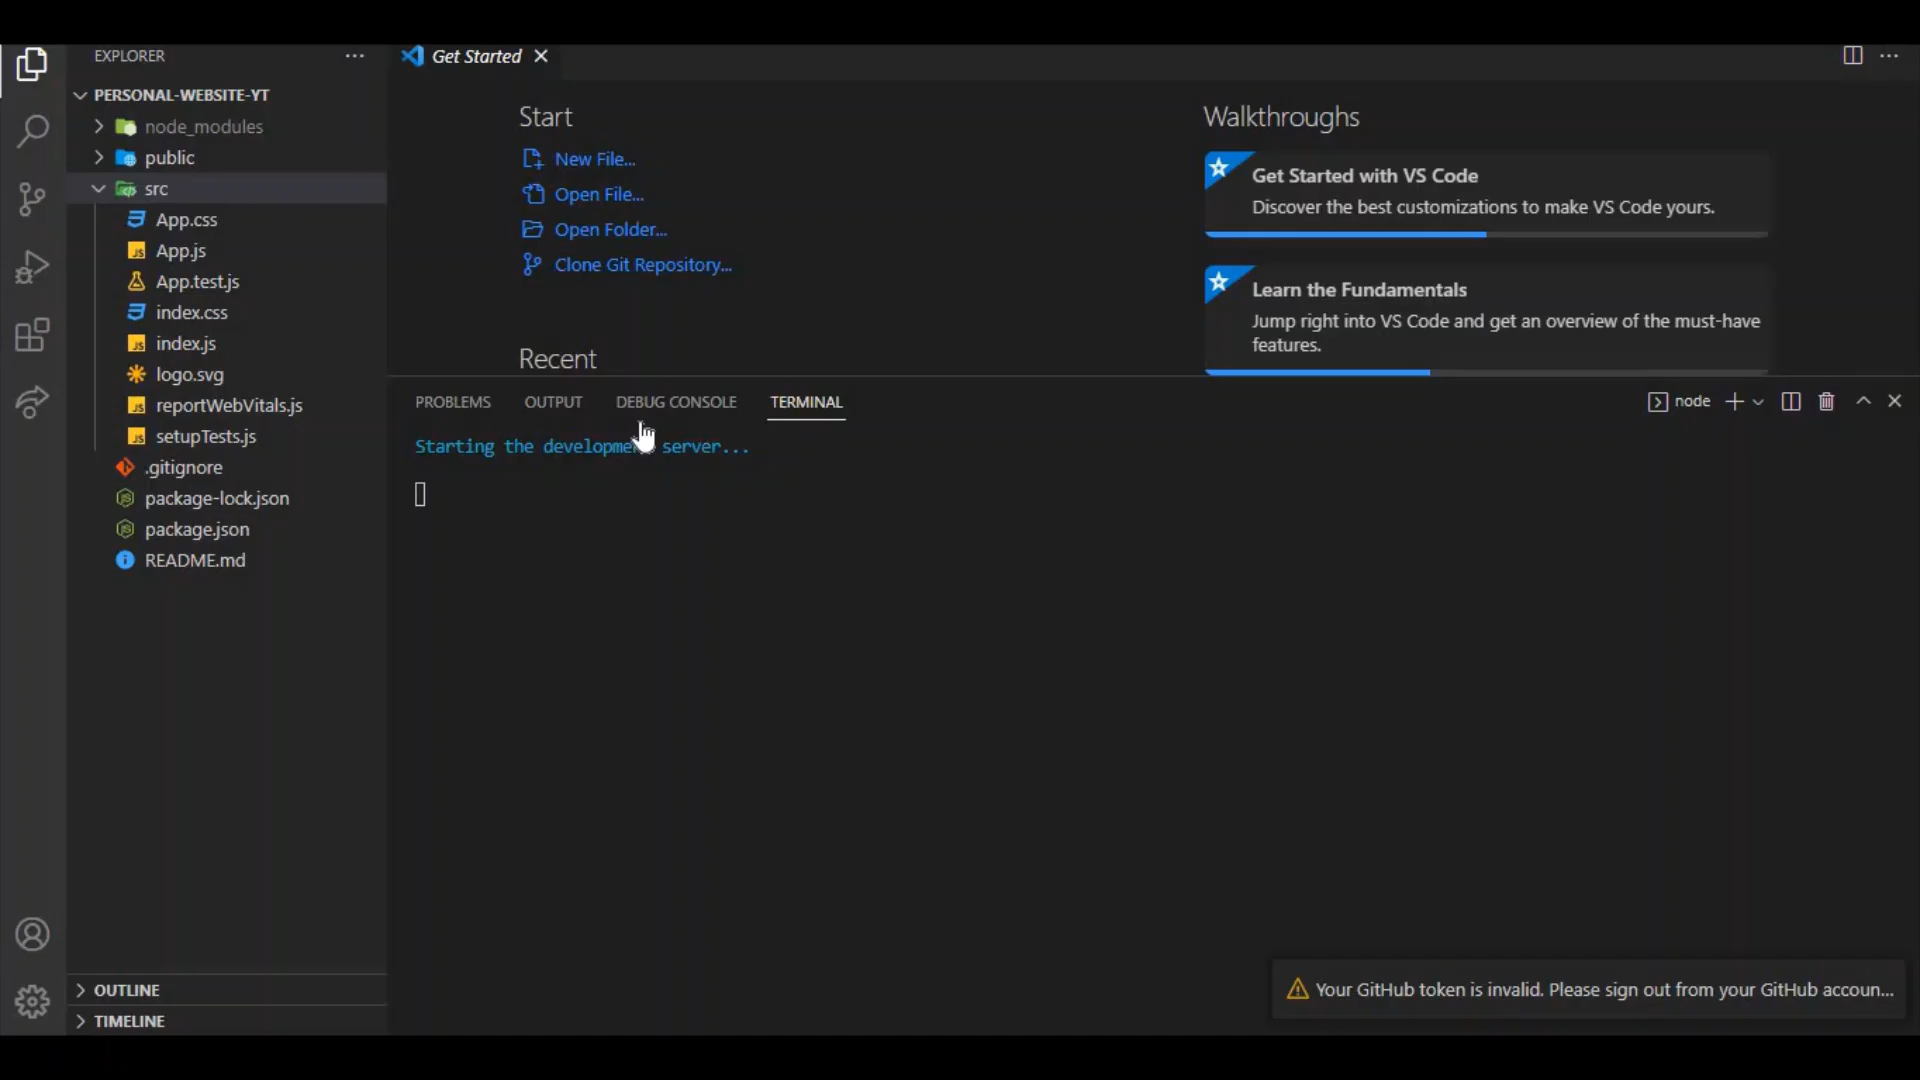 EXPLORER
PERSONAL-WEBSITE-YT
node_modules
public
src
App.css
App.js
App.test.js
index.css
index.js
logo.svg
reportWebVitals.js
setupTests.js
.gitignore
package-lock.json
package.json
README.md
OUTLINE
TIMELINE
Get Started
Start
New File...
Open File...
Open Folder...
Clone Git Repository...
Recent
Walkthroughs
Get Started with VS Code
Discover the best customizations to make VS Code yours.
Learn the Fundamentals
Jump right into VS Code and get an overview of the must-have
features.
PROBLEMS OUTPUT DEBUG CONSOLE TERMINAL
node
Starting the development server...
Your GitHub token is invalid. Please sign out from your GitHub accoun...